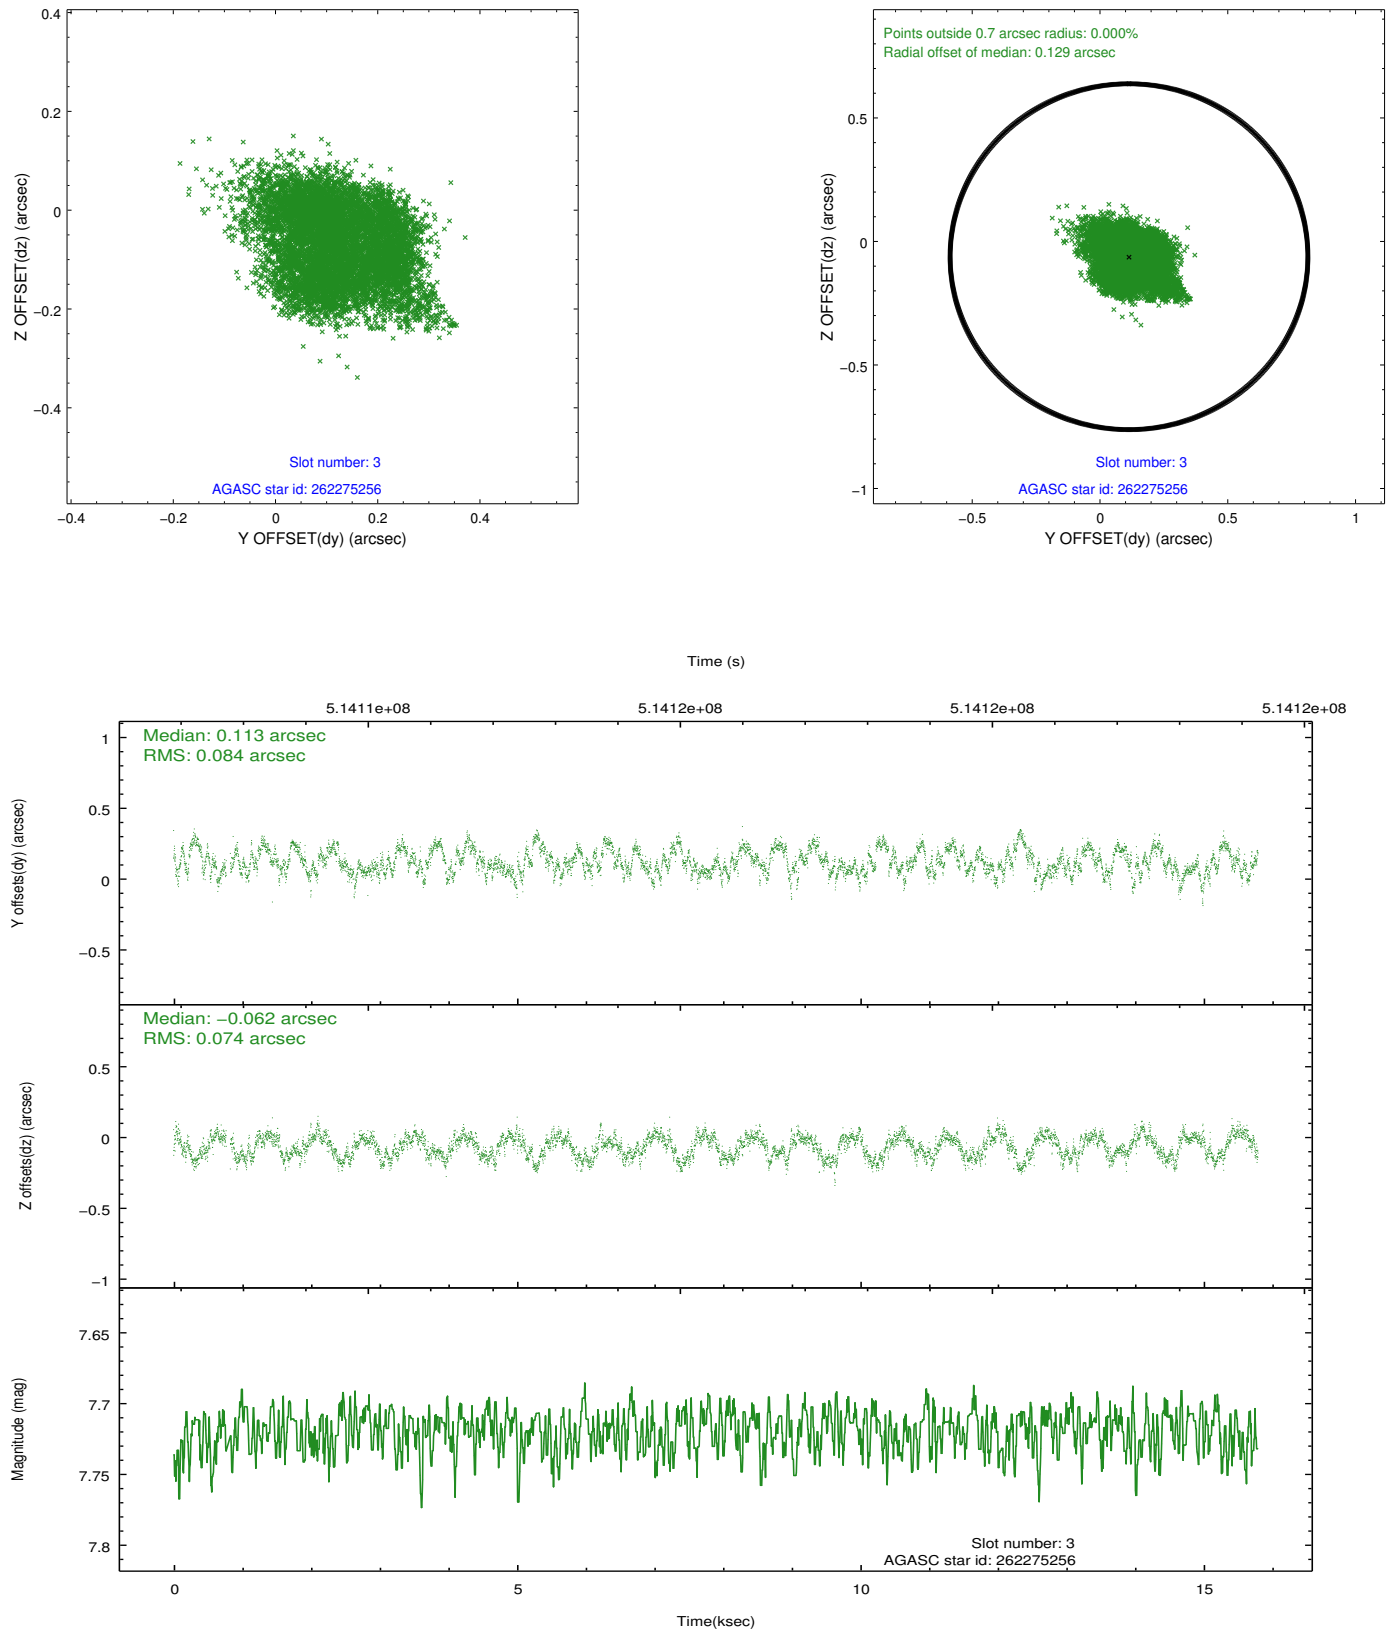 0.4
0.2
0
−0.2
−0.4
Z OFFSET(dz) (arcsec)
Slot number: 3
AGASC star id: 262275256
−0.4
−0.2
0
0.2
0.4
Y OFFSET(dy) (arcsec)
Points outside 0.7 arcsec radius: 0.000%
Radial offset of median: 0.129 arcsec
0.5
0
−0.5
−1
Z OFFSET(dz) (arcsec)
Slot number: 3
AGASC star id: 262275256
−0.5
0
0.5
1
Y OFFSET(dy) (arcsec)
Time (s)
5.1411e+08
5.1412e+08
5.1412e+08
5.1412e+08
Median: 0.113 arcsec
RMS: 0.084 arcsec
1
0.5
0
−0.5
Y offsets(dy) (arcsec)
Median: −0.062 arcsec
RMS: 0.074 arcsec
0.5
0
−0.5
−1
Z offsets(dz) (arcsec)
7.65
7.7
7.75
7.8
Magnitude (mag)
Slot number: 3
AGASC star id: 262275256
0
5
10
15
Time(ksec)